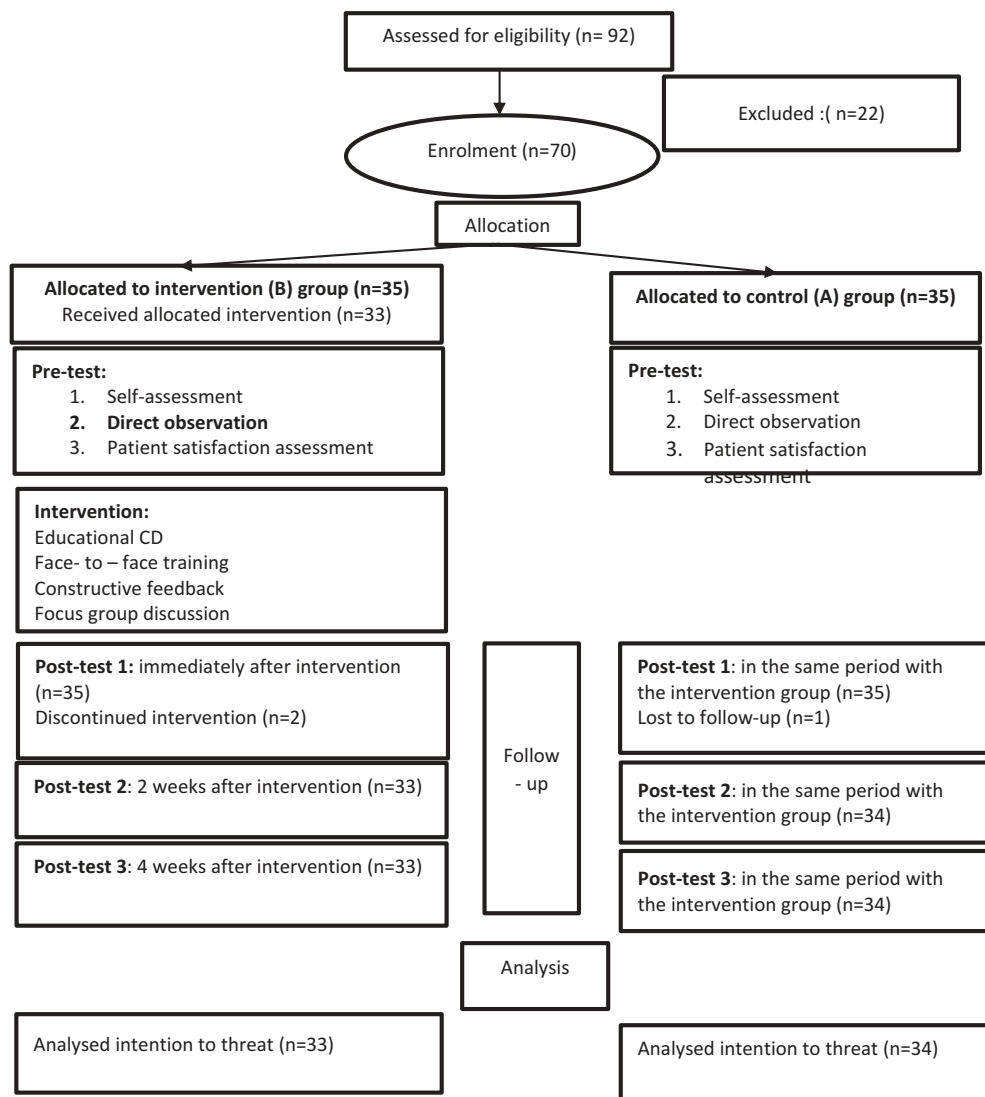 Assessed for eligibility (n= 92)
Excluded :( n=22)
Enrolment (n=70)
Allocation
Allocated to intervention (B) group (n=35)
Received allocated intervention (n=33)
Allocated to control (A) group (n=35)
Pre-test:
1. Self-assessment
2. Direct observation
3. Patient satisfaction assessment
Pre-test:
1. Self-assessment
2. Direct observation
3. Patient satisfaction
assessment
Intervention:
Educational CD
Face- to – face training
Constructive feedback
Focus group discussion
Post-test 1: immediately after intervention
(n=35)
Discontinued intervention (n=2)
Post-test 2: 2 weeks after intervention (n=33)
Post-test 3: 4 weeks after intervention (n=33)
Follow
- up
Post-test 1: in the same period with
the intervention group (n=35)
Lost to follow-up (n=1)
Post-test 2: in the same period with
the intervention group (n=34)
Post-test 3: in the same period with
the intervention group (n=34)
Analysis
Analysed intention to threat (n=33)
Analysed intention to threat (n=34)